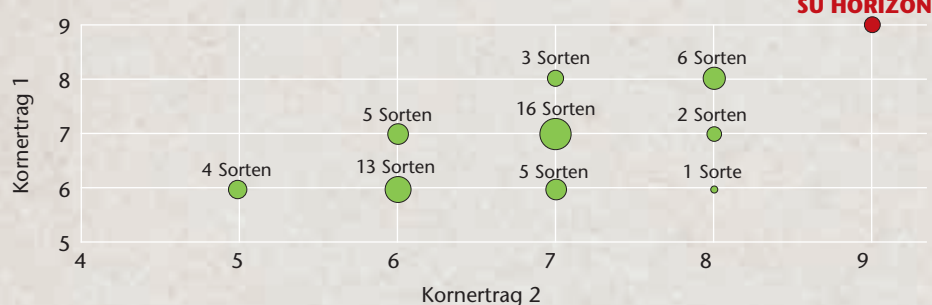 SU HORIZON
9
3 Sorten
6 Sorten
8
16 Sorten
5 Sorten
2 Sorten
7
4 Sorten
13 Sorten
5 Sorten
1 Sorte
6
5
4
5
6
7
8
9
Kornertrag 1
Kornertrag 2